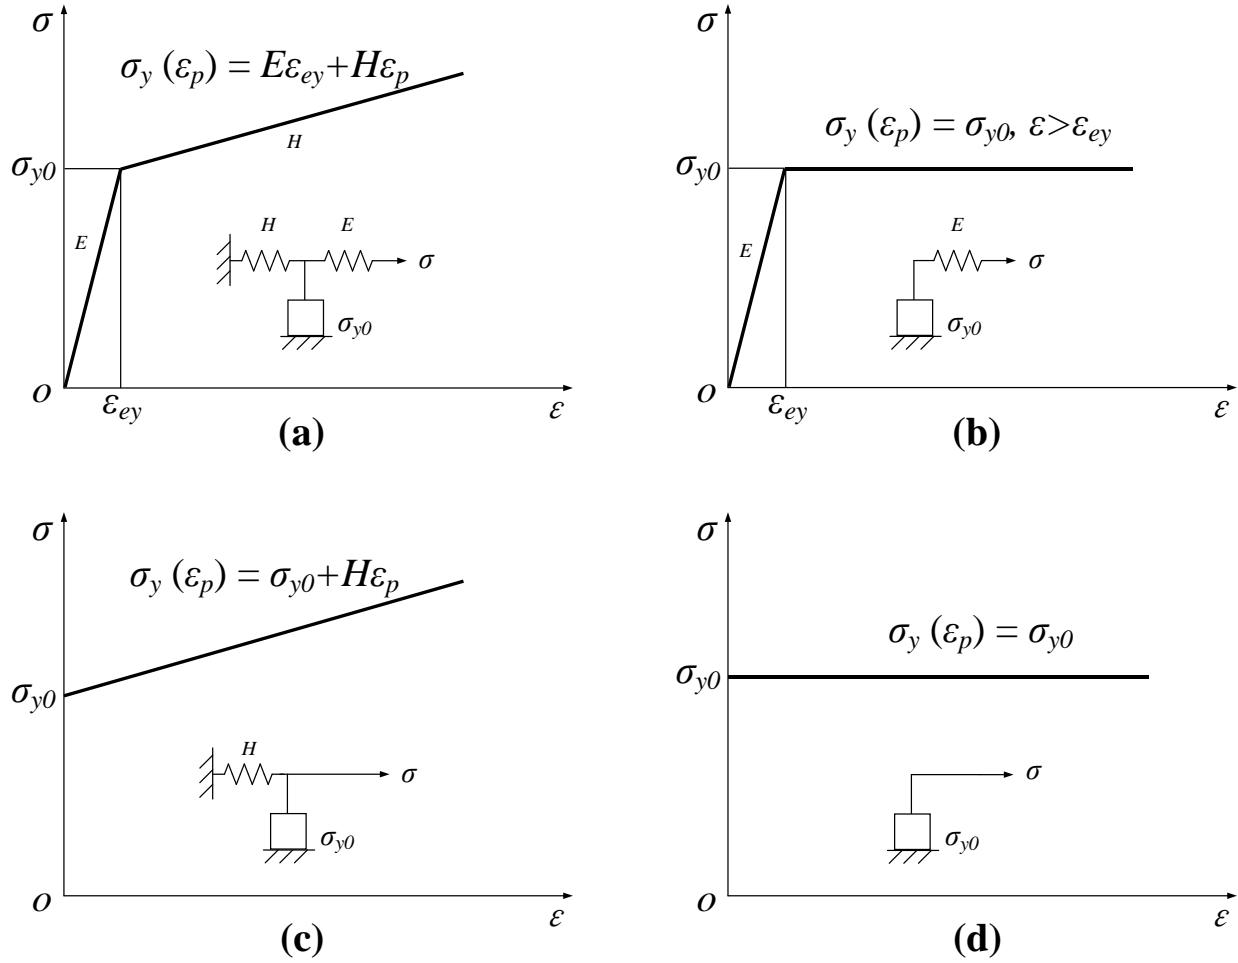 σ
σy (εp) = Eεey+Hεp
H
σy0
E
H
E
σ
σy0
o
εey
ε
(a)
σ
σy (εp) = σy0, ε>εey
σy0
E
E
σ
σy0
o
εey
ε
(b)
σ
σy (εp) = σy0+Hεp
σy0
H
σ
σy0
o
ε
(c)
σ
σy (εp) = σy0
σy0
σ
σy0
o
ε
(d)